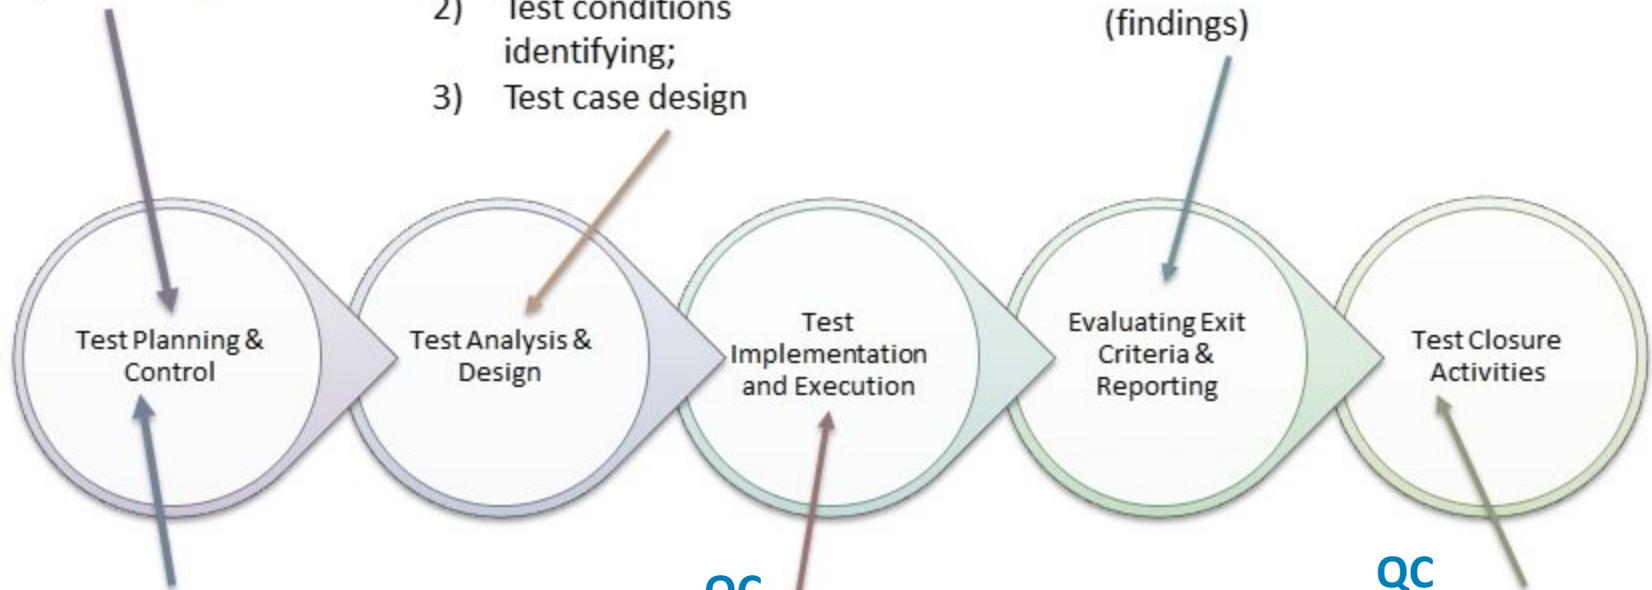 2) Test conditions
identifying;
3) Test case design
(findings)
Test Planning &
Control
Test Analysis &
Design
Test
Implementation
and Execution
Evaluating Exit
Criteria &
Reporting
Test Closure
Activities
QC
QC